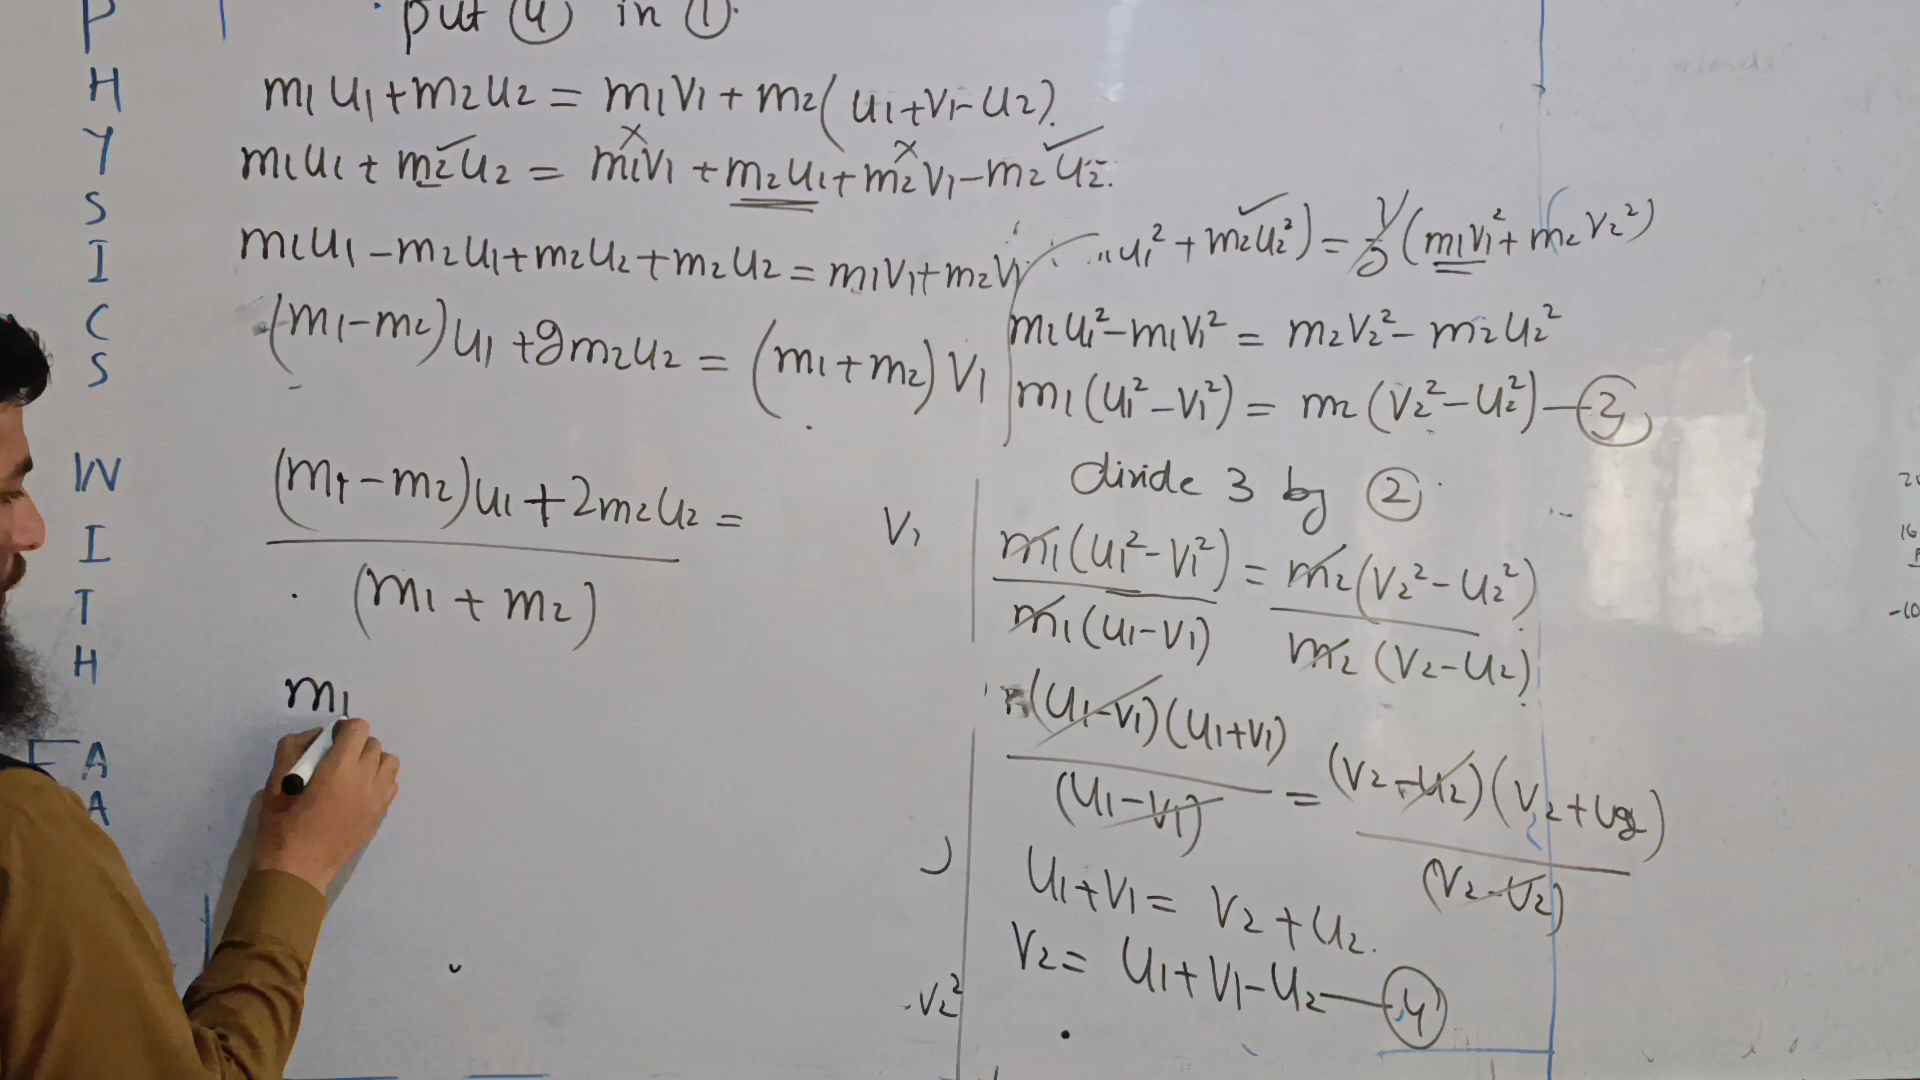 PHYSICS
WITH
FA
A
put ④ in ①.
m1u1+m2u2 = m1v1+m2(u1+v1-u2).
m1u1+m2u2 = m1v1+m2u1+m2v1-m2u2.
m1u1-m2u1+m2u2+m2u2 = m1v1+m2v1
(m1-m2)u1+2m2u2 = (m1+m2)v1
(m1-m2)u1+2m2u2 = v1
(m1+m2)
m1
u1²+m2u2²) = 1/2(m1v1²+m2v2²)
m1u1²-m1v1² = m2v2²-m2u2²
m1(u1²-v1²) = m2(v2²-u2²)-③
divide 3 by ②
m1(u1²-v1²) = m2(v2²-u2²)
m1(u1-v1) m2(v2-u2)
(u1-v1)(u1+v1) = (v2-u2)(v2+u2)
(u1-v1) (v2-u2)
u1+v1 = v2+u2.
v2 = u1+v1-u2-④
-v2²